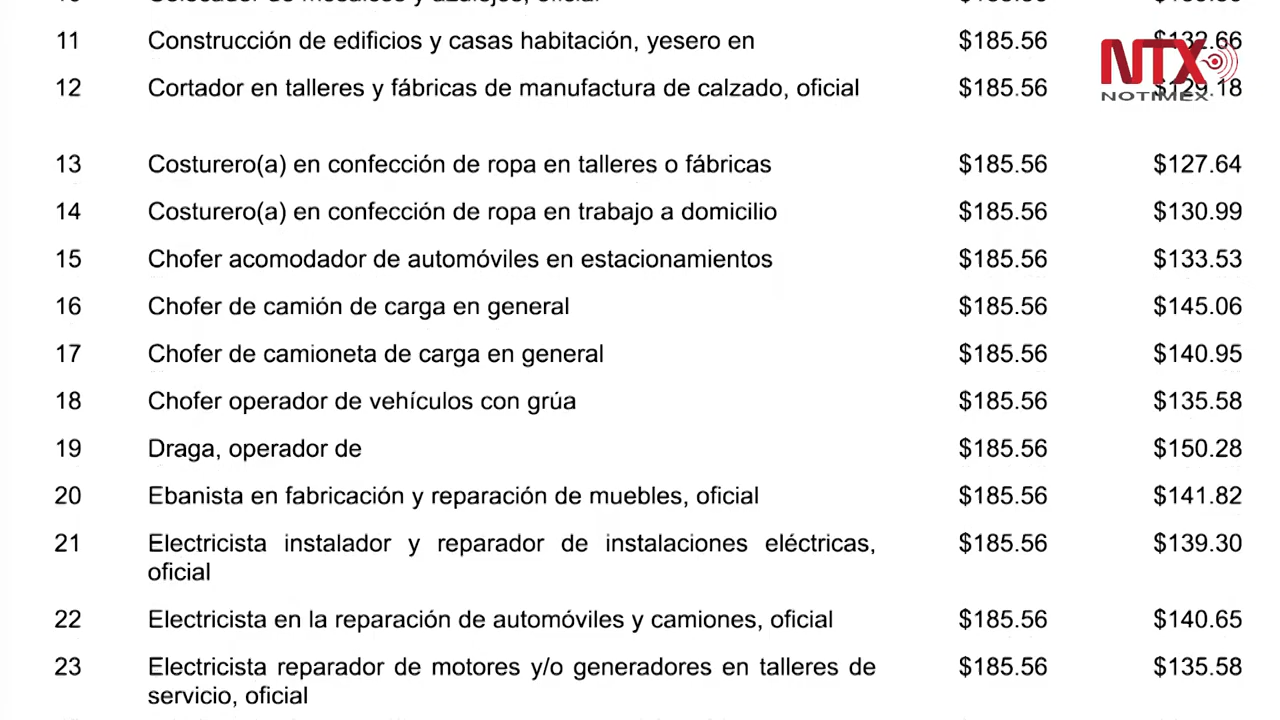 11 Construcción de edificios y casas habitación, yesero en $185.56 $132.66
12 Cortador en talleres y fábricas de manufactura de calzado, oficial $185.56 $129.18
NTX
NOTIMEX
13 Costurero(a) en confección de ropa en talleres o fábricas $185.56 $127.64
14 Costurero(a) en confección de ropa en trabajo a domicilio $185.56 $130.99
15 Chofer acomodador de automóviles en estacionamientos $185.56 $133.53
16 Chofer de camión de carga en general $185.56 $145.06
17 Chofer de camioneta de carga en general $185.56 $140.95
18 Chofer operador de vehículos con grúa $185.56 $135.58
19 Draga, operador de $185.56 $150.28
20 Ebanista en fabricación y reparación de muebles, oficial $185.56 $141.82
21 Electricista instalador y reparador de instalaciones eléctricas, $185.56 $139.30
oficial
22 Electricista en la reparación de automóviles y camiones, oficial $185.56 $140.65
23 Electricista reparador de motores y/o generadores en talleres de $185.56 $135.58
servicio, oficial